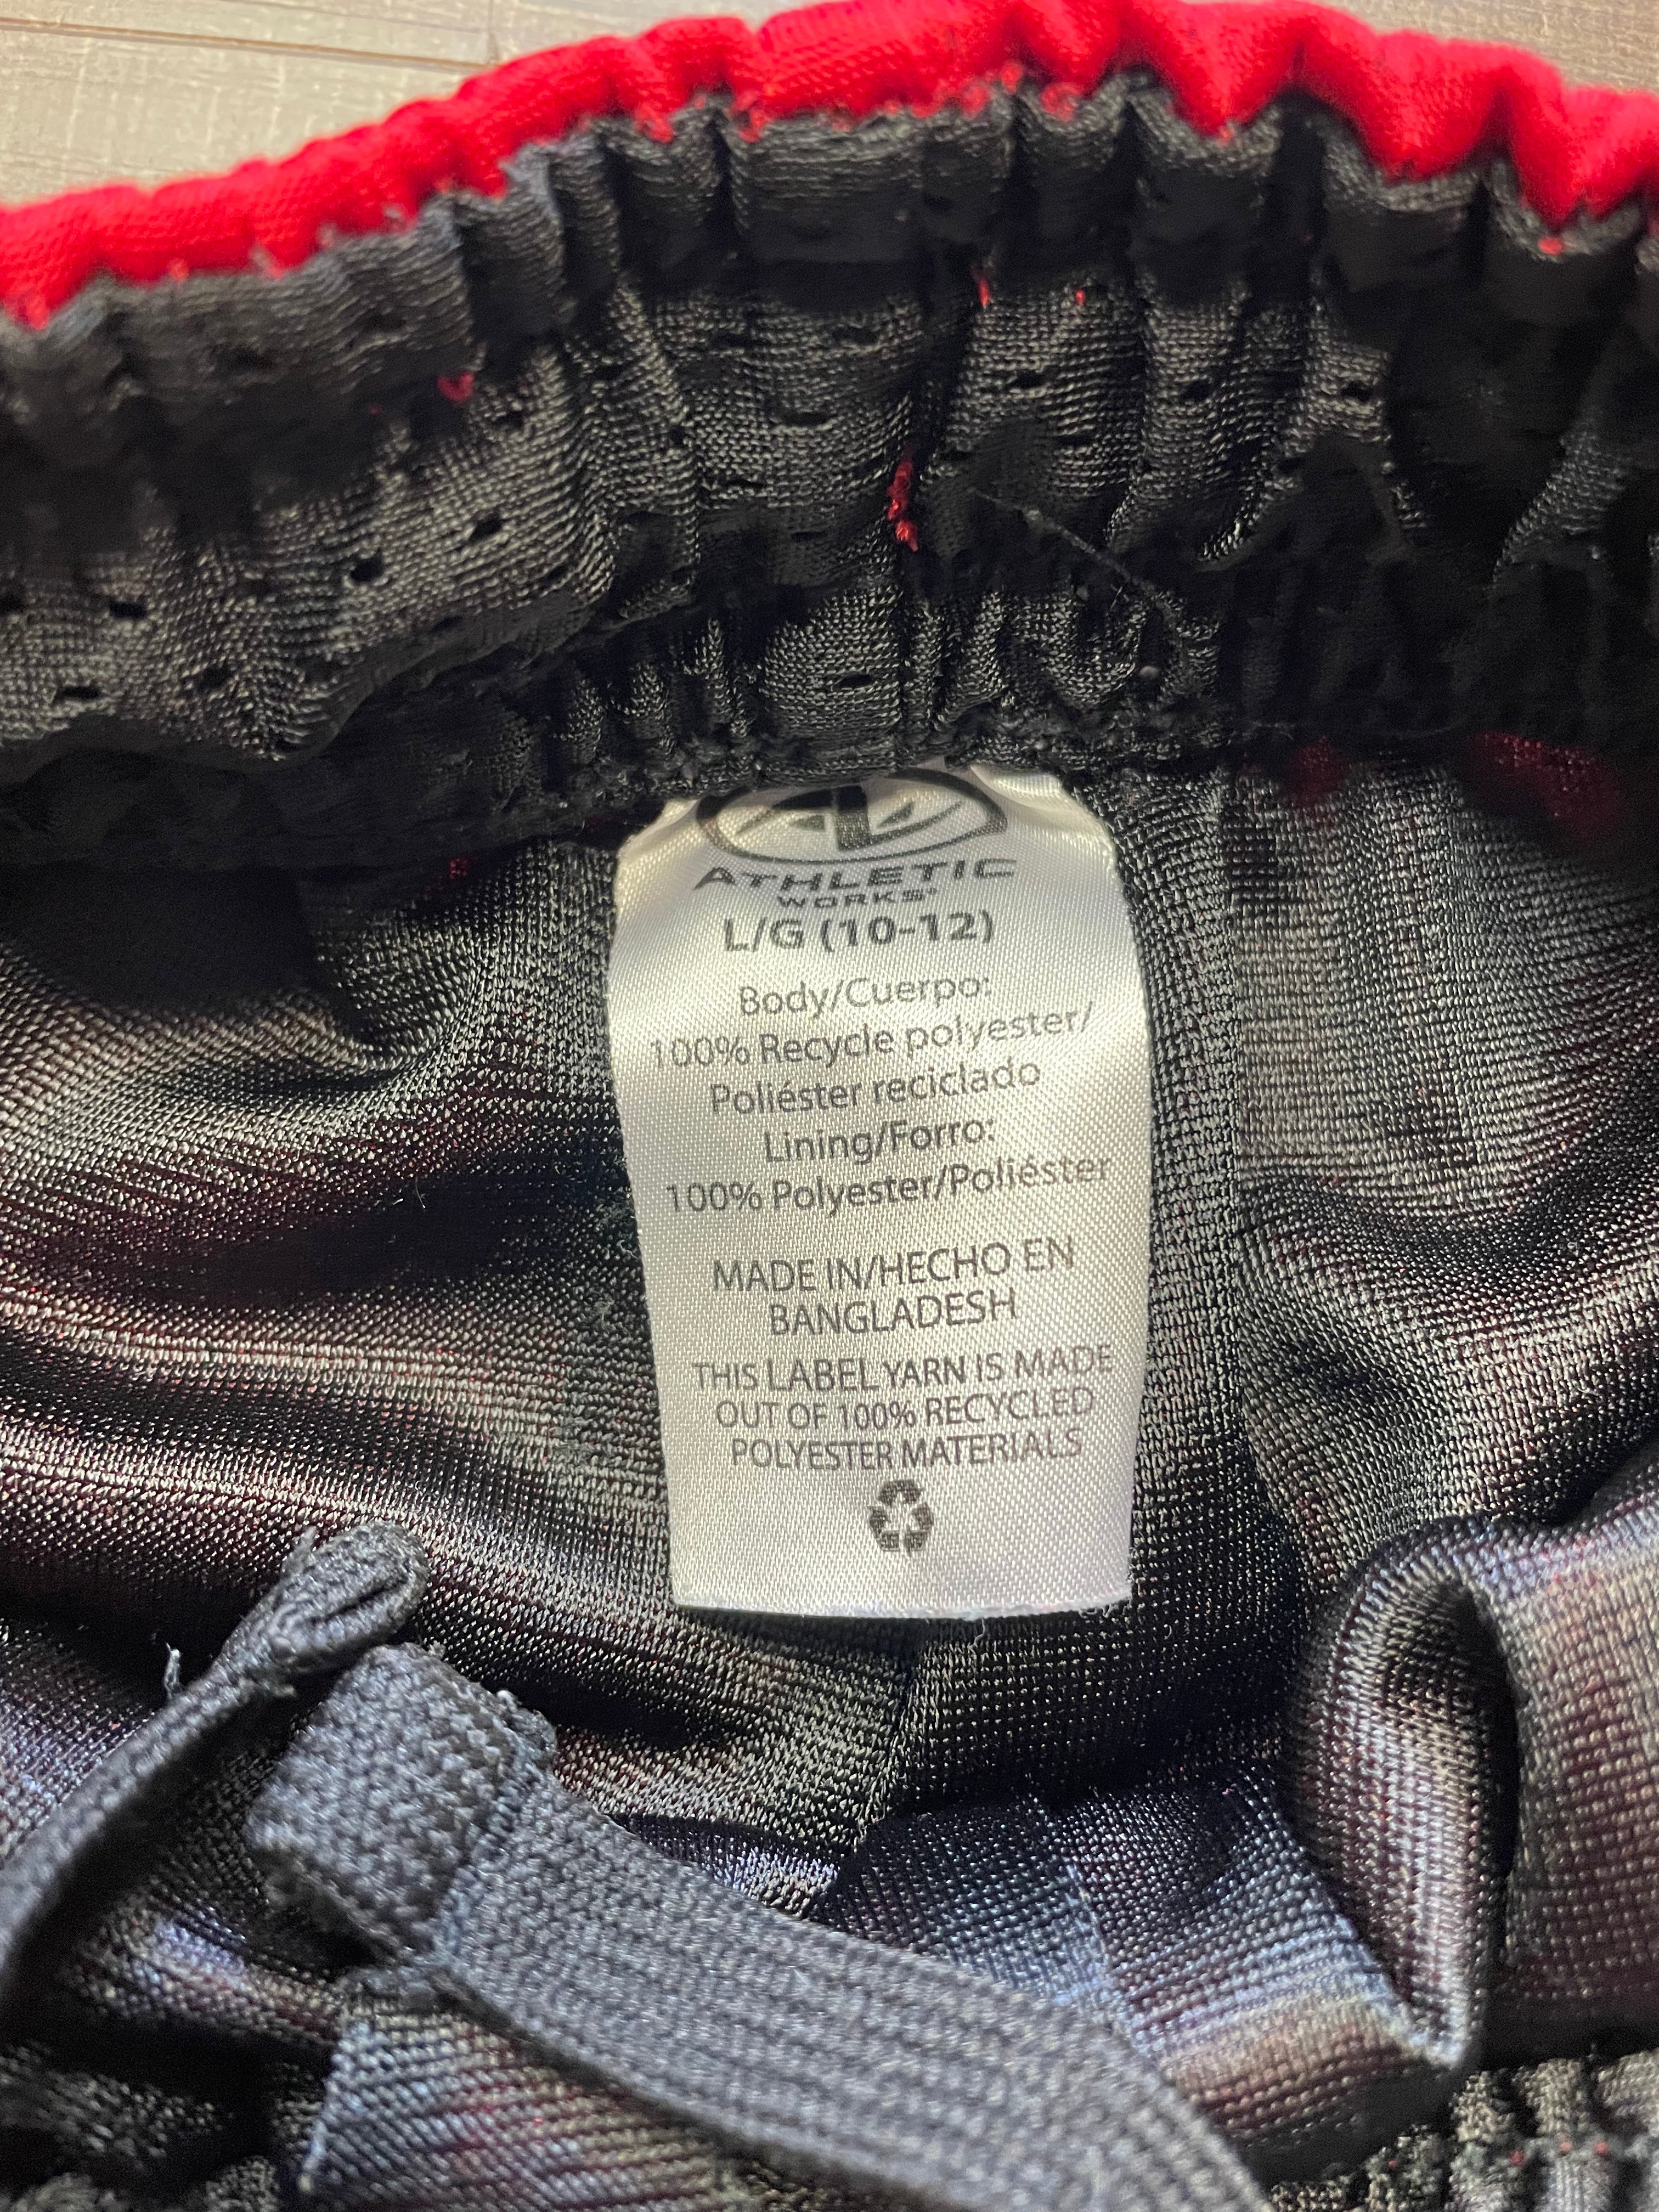 ATHLETIC
WORKS®
L/G (10-12)
Body/Cuerpo:
100% Recycle polyester/
Poliéster reciclado
Lining/Forro:
100% Polyester/Poliéster
MADE IN/HECHO EN
BANGLADESH
THIS LABEL YARN IS MADE
OUT OF 100% RECYCLED
POLYESTER MATERIALS